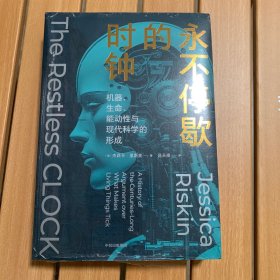 永不停歇
的
时钟
The Restless CLOCK
机器、
生命、
能动性与
现代科学的
形成
A History of
the Centuries-Long
Argument over
What Makes
Living Things Tick
Jessica
Riskin
中信出版集团